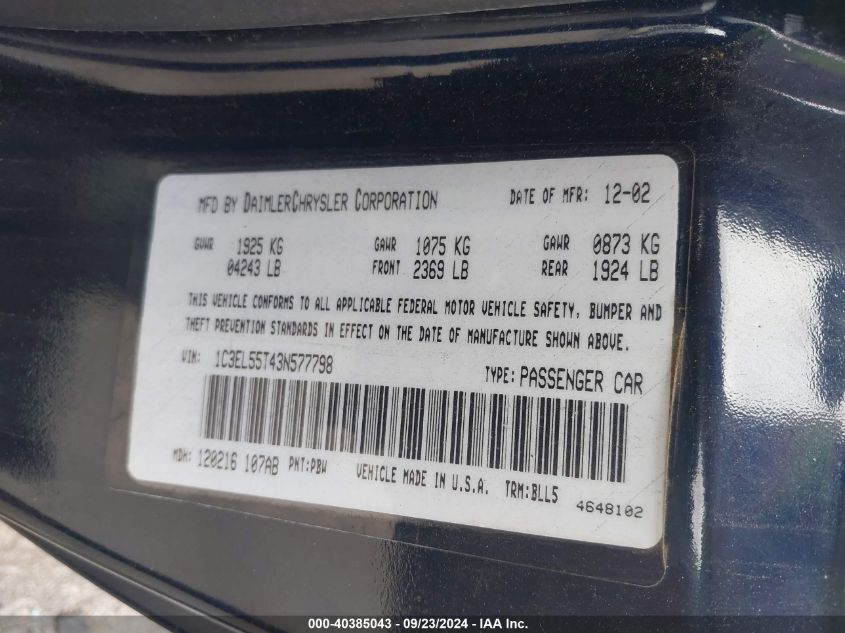 MFD BY DAIMLERCHRYSLER CORPORATION DATE OF MFR: 12-02
GVWR 1925 KG GAWR 1075 KG GAWR 0873 KG
04243 LB FRONT 2369 LB REAR 1924 LB
THIS VEHICLE CONFORMS TO ALL APPLICABLE FEDERAL MOTOR VEHICLE SAFETY, BUMPER AND
THEFT PREVENTION STANDARDS IN EFFECT ON THE DATE OF MANUFACTURE SHOWN ABOVE.
VIN: 1C3EL55T43N577798 TYPE: PASSENGER CAR
MDH: 120216 107AB PNT:PBW VEHICLE MADE IN U.S.A. TRM:BLL5
4648102
000-40385043 / 09/23/2024 - IAA Inc.